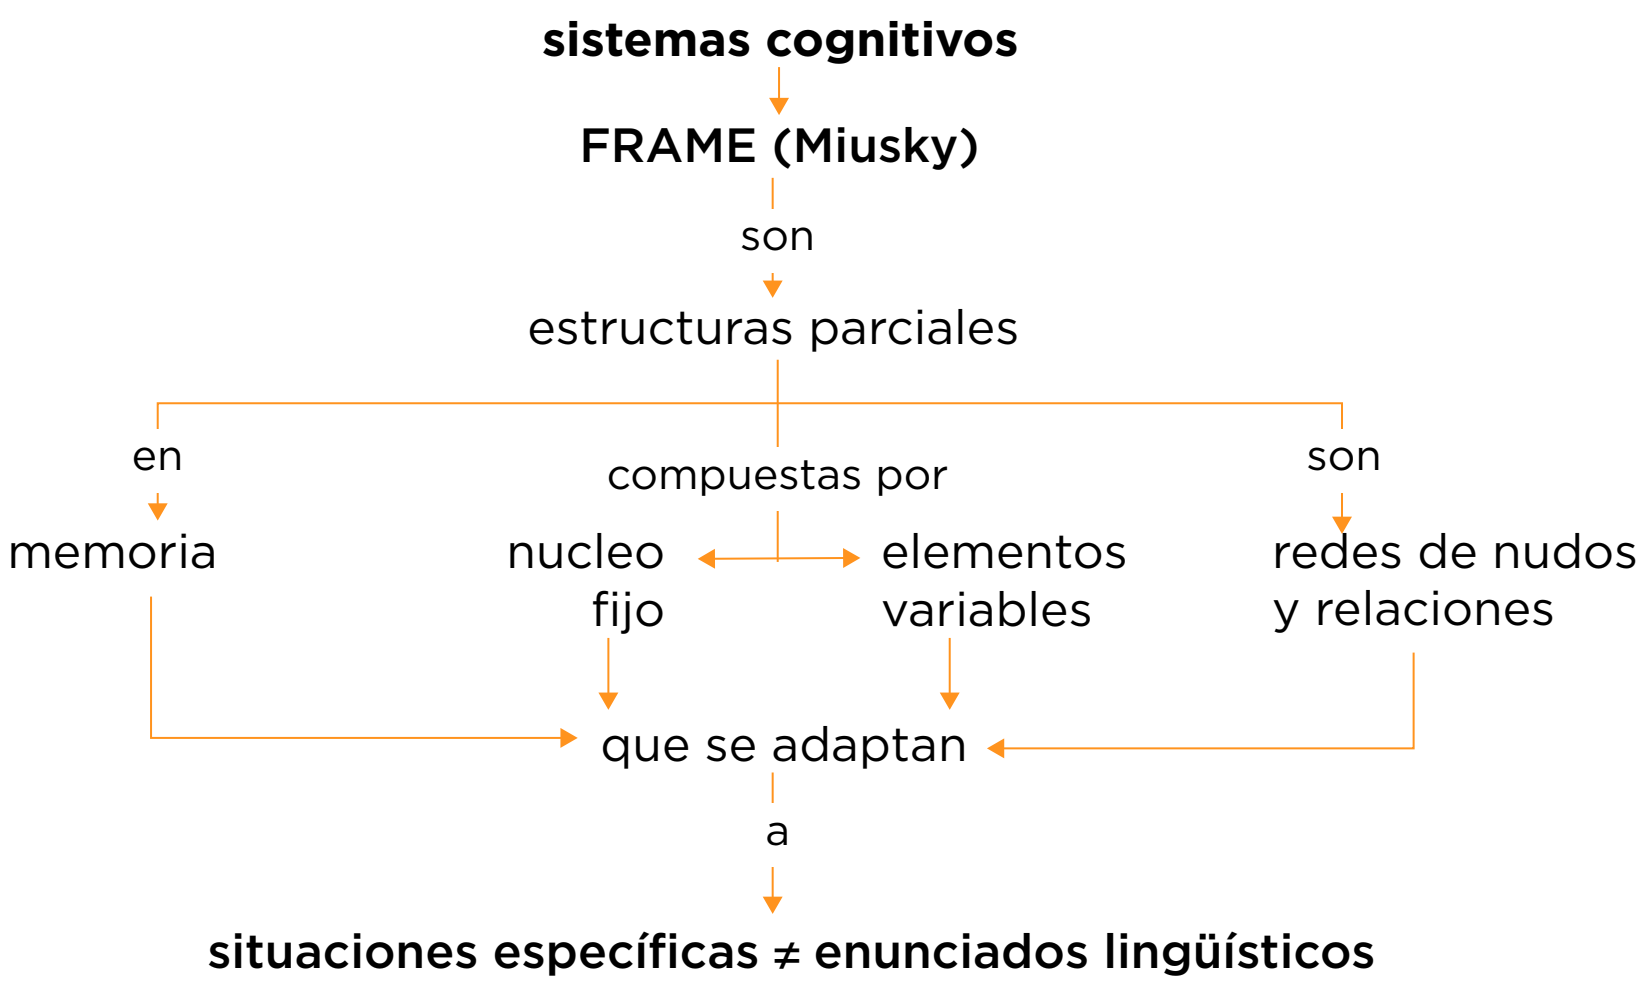 sistemas cognitivos
FRAME (Miusky)
son
estructuras parciales
en
compuestas por
son
memoria
nucleo
fijo
elementos
variables
redes de nudos
y relaciones
que se adaptan
a
situaciones específicas ≠ enunciados lingüísticos